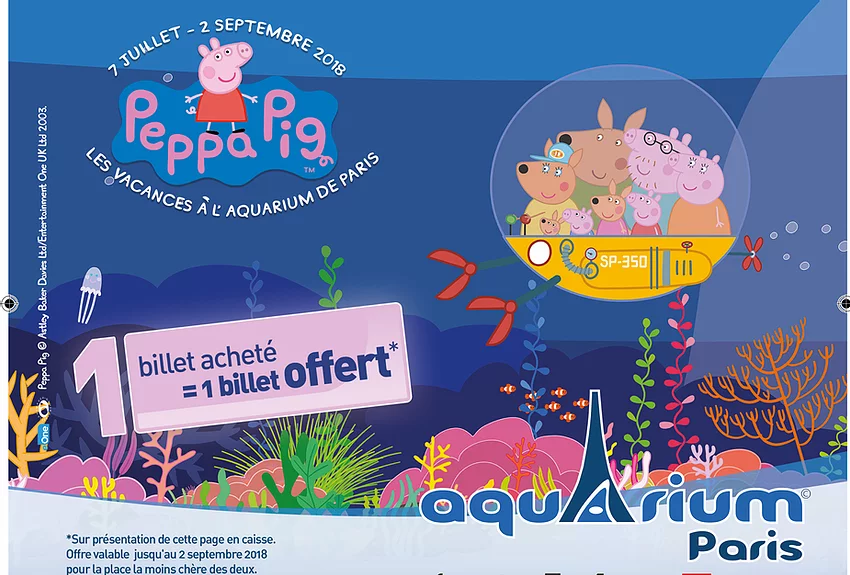 7 JUILLET - 2 SEPTEMBRE 2018
Peppa Pig
TM
LES VACANCES À L'AQUARIUM DE PARIS
Peppa Pig © Astley Baker Davies Ltd/Entertainment One UK Ltd 2003.
One
SP-350
1 billet acheté
= 1 billet offert*
aquArium©
Paris
*Sur présentation de cette page en caisse.
Offre valable jusqu'au 2 septembre 2018
pour la place la moins chère des deux.